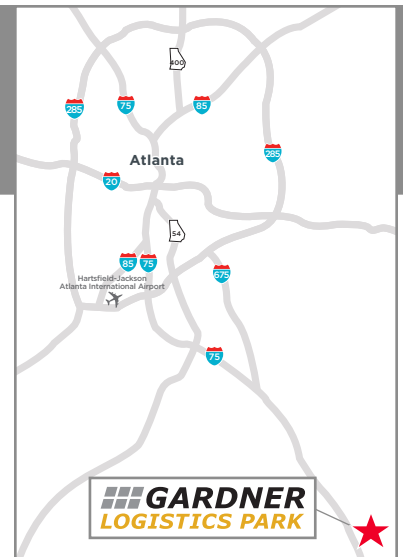 400
285
75
85
285
Atlanta
20
54
85
75
675
Hartsfield-Jackson
Atlanta International Airport
75
GARDNER
LOGISTICS PARK